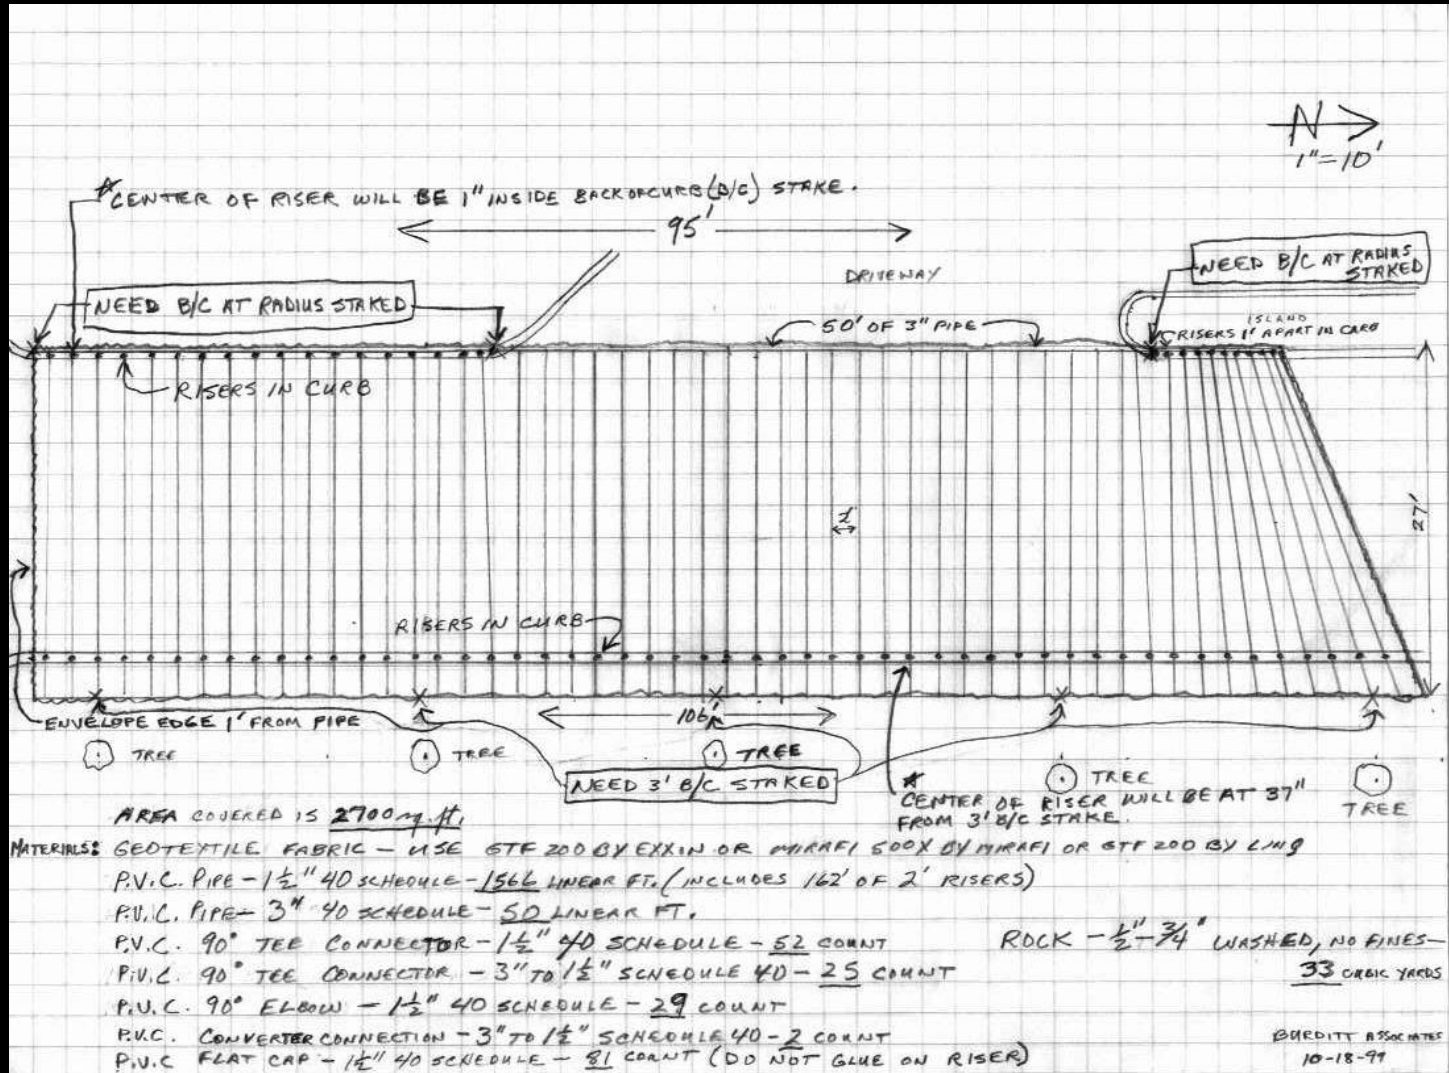 N
1"=10'
*CENTER OF RISER WILL BE 1" INSIDE BACK OF CURB (B/C) STAKE.
95'
NEED B/C AT RADIUS STAKED
DRIVEWAY
NEED B/C AT RADIUS
STAKED
50' OF 3" PIPE
ISLAND
RISERS 1' APART IN CARB
RISERS IN CURB
2'
27'
RISERS IN CURB
ENVELOPE EDGE 1' FROM PIPE
106'
TREE
TREE
TREE
TREE
TREE
NEED 3' B/C STAKED
*
CENTER OF RISER WILL BE AT 37"
FROM 3' B/C STAKE.
AREA COVERED IS 2700 sq. ft.
MATERIALS: GEOTEXTILE FABRIC - USE GTF 200 BY EXXIN OR MIRAFI 500X BY MIRAFI OR GTF 200 BY LINQ
P.V.C. PIPE - 1½" 40 SCHEDULE - 1566 LINEAR FT. (INCLUDES 162' OF 2' RISERS)
P.V.C. PIPE - 3" 40 SCHEDULE - 50 LINEAR FT.
P.V.C. 90° TEE CONNECTOR - 1½" 40 SCHEDULE - 52 COUNT
P.V.C. 90° TEE CONNECTOR - 3" TO 1½" SCHEDULE 40 - 25 COUNT
P.V.C. 90° ELBOW - 1½" 40 SCHEDULE - 29 COUNT
P.V.C. CONVERTER CONNECTION - 3" TO 1½" SCHEDULE 40 - 2 COUNT
P.V.C FLAT CAP - 1½" 40 SCHEDULE - 81 COUNT (DO NOT GLUE ON RISER)
ROCK - ½"-¾" WASHED, NO FINES-
33 CUBIC YARDS
BURDITT ASSOCIATES
10-18-99